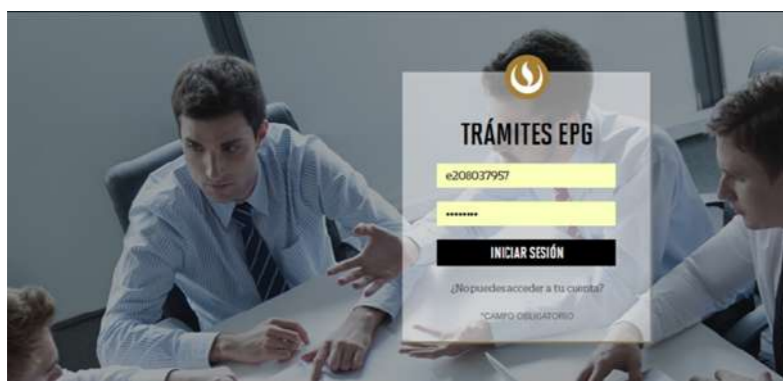 TRÁMITES EPG
e208037957
••••••••
INICIAR SESIÓN
¿No puedes acceder a tu cuenta?
*CAMPO OBLIGATORIO